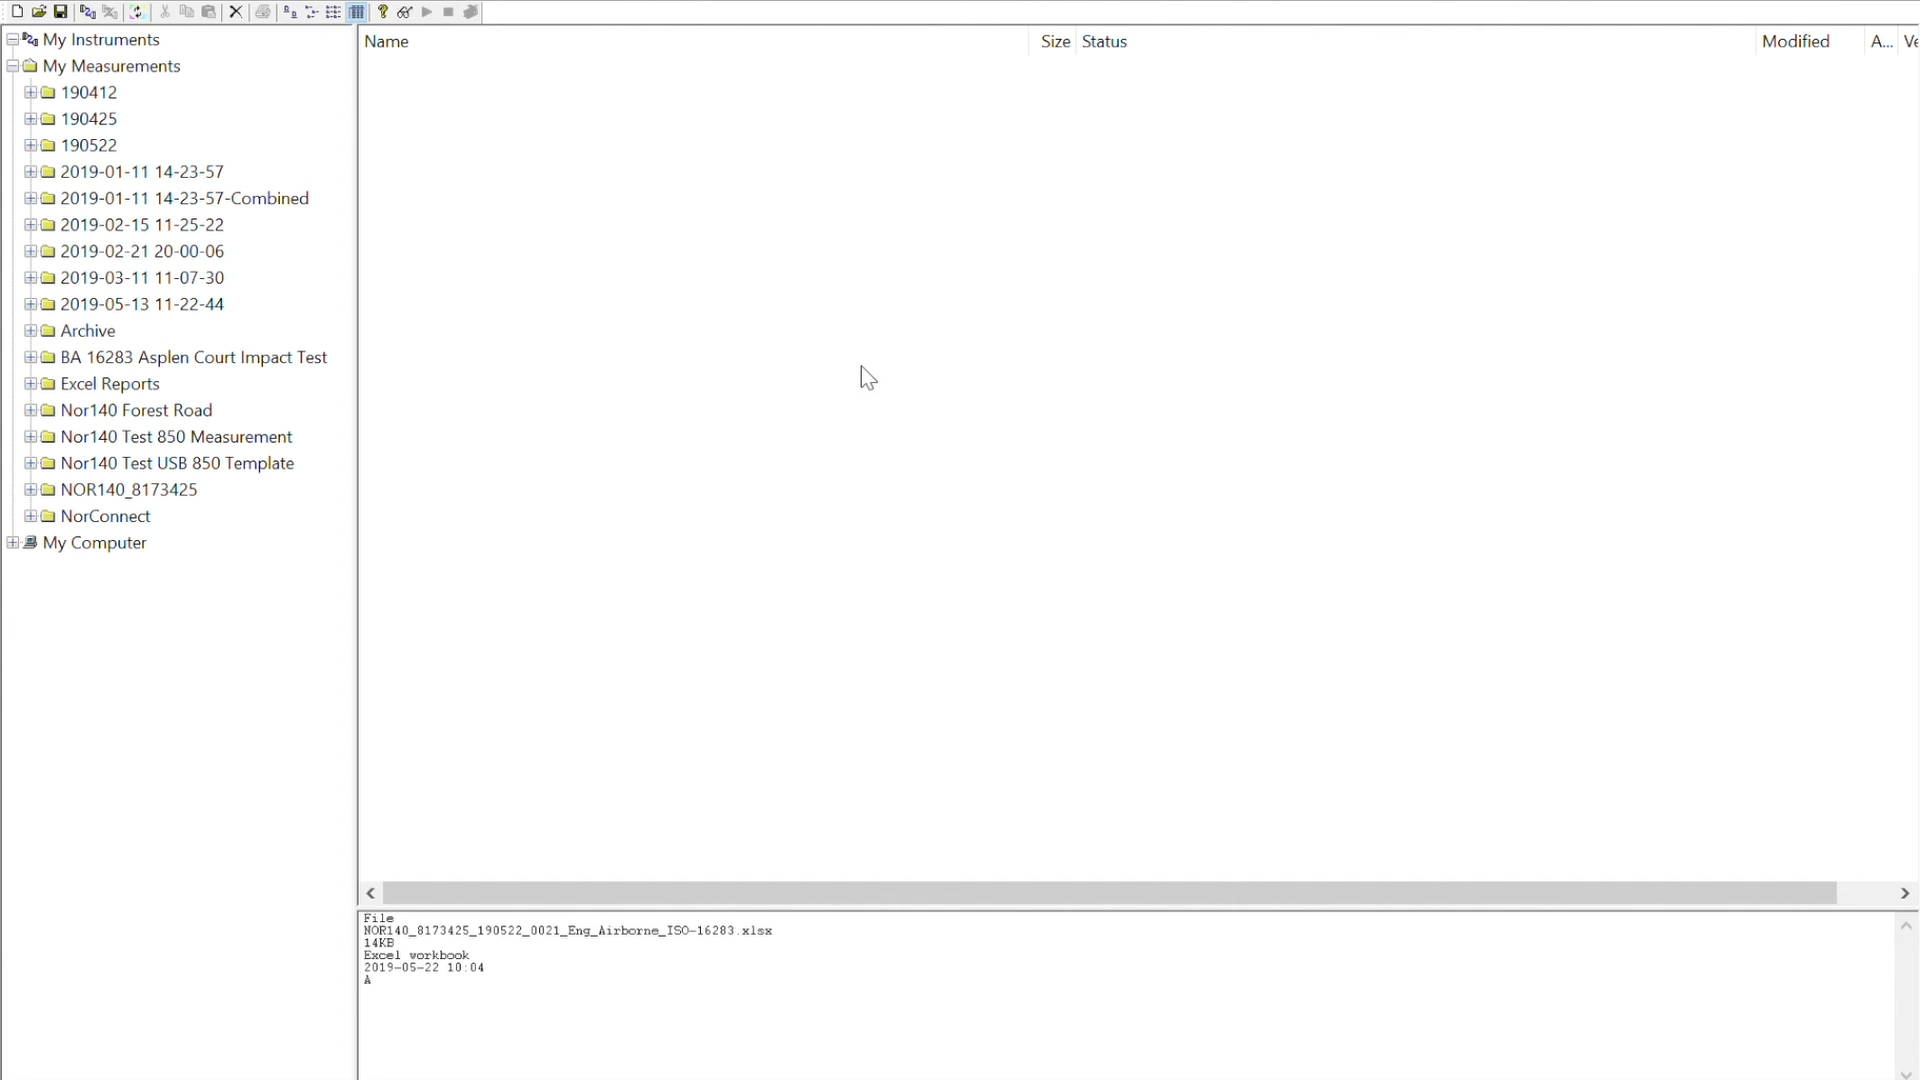 My Instruments
My Measurements
190412
190425
190522
2019-01-11 14-23-57
2019-01-11 14-23-57-Combined
2019-02-15 11-25-22
2019-02-21 20-00-06
2019-03-11 11-07-30
2019-05-13 11-22-44
Archive
BA 16283 Asplen Court Impact Test
Excel Reports
Nor140 Forest Road
Nor140 Test 850 Measurement
Nor140 Test USB 850 Template
NOR140_8173425
NorConnect
My Computer
Name Size Status Modified A... Ve
File
NOR140_8173425_190522_0021_Eng_Airborne_ISO-16283.xlsx
14KB
Excel workbook
2019-05-22 10:04
A